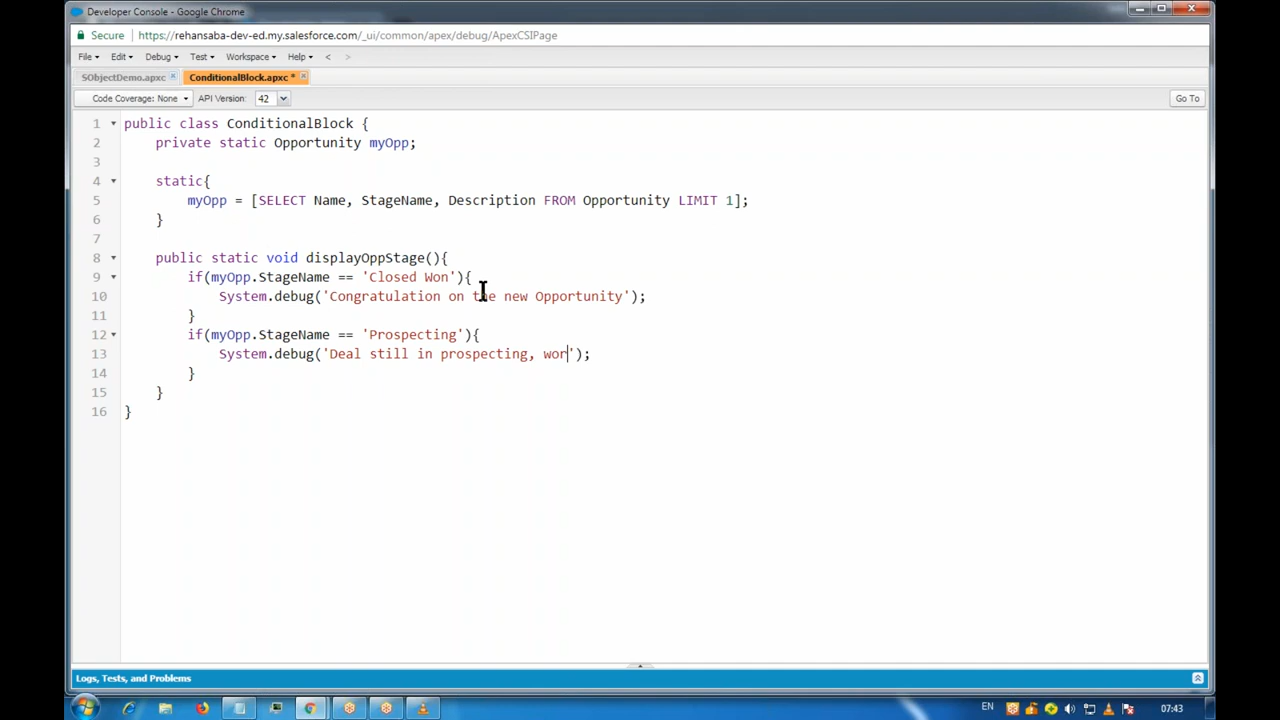 Developer Console - Google Chrome
Secure https://rehansaba-dev-ed.my.salesforce.com/_ui/common/apex/debug/ApexCSIPage
File Edit Debug Test Workspace Help < >
SObjectDemo.apxc ConditionalBlock.apxc *
Code Coverage: None API Version: 42 Go To
1 public class ConditionalBlock {
2 private static Opportunity myOpp;
3
4 static{
5 myOpp = [SELECT Name, StageName, Description FROM Opportunity LIMIT 1];
6 }
7
8 public static void displayOppStage(){
9 if(myOpp.StageName == 'Closed Won'){
10 System.debug('Congratulation on the new Opportunity');
11 }
12 if(myOpp.StageName == 'Prospecting'){
13 System.debug('Deal still in prospecting, wor');
14 }
15 }
16 }
Logs, Tests, and Problems
EN 07:43